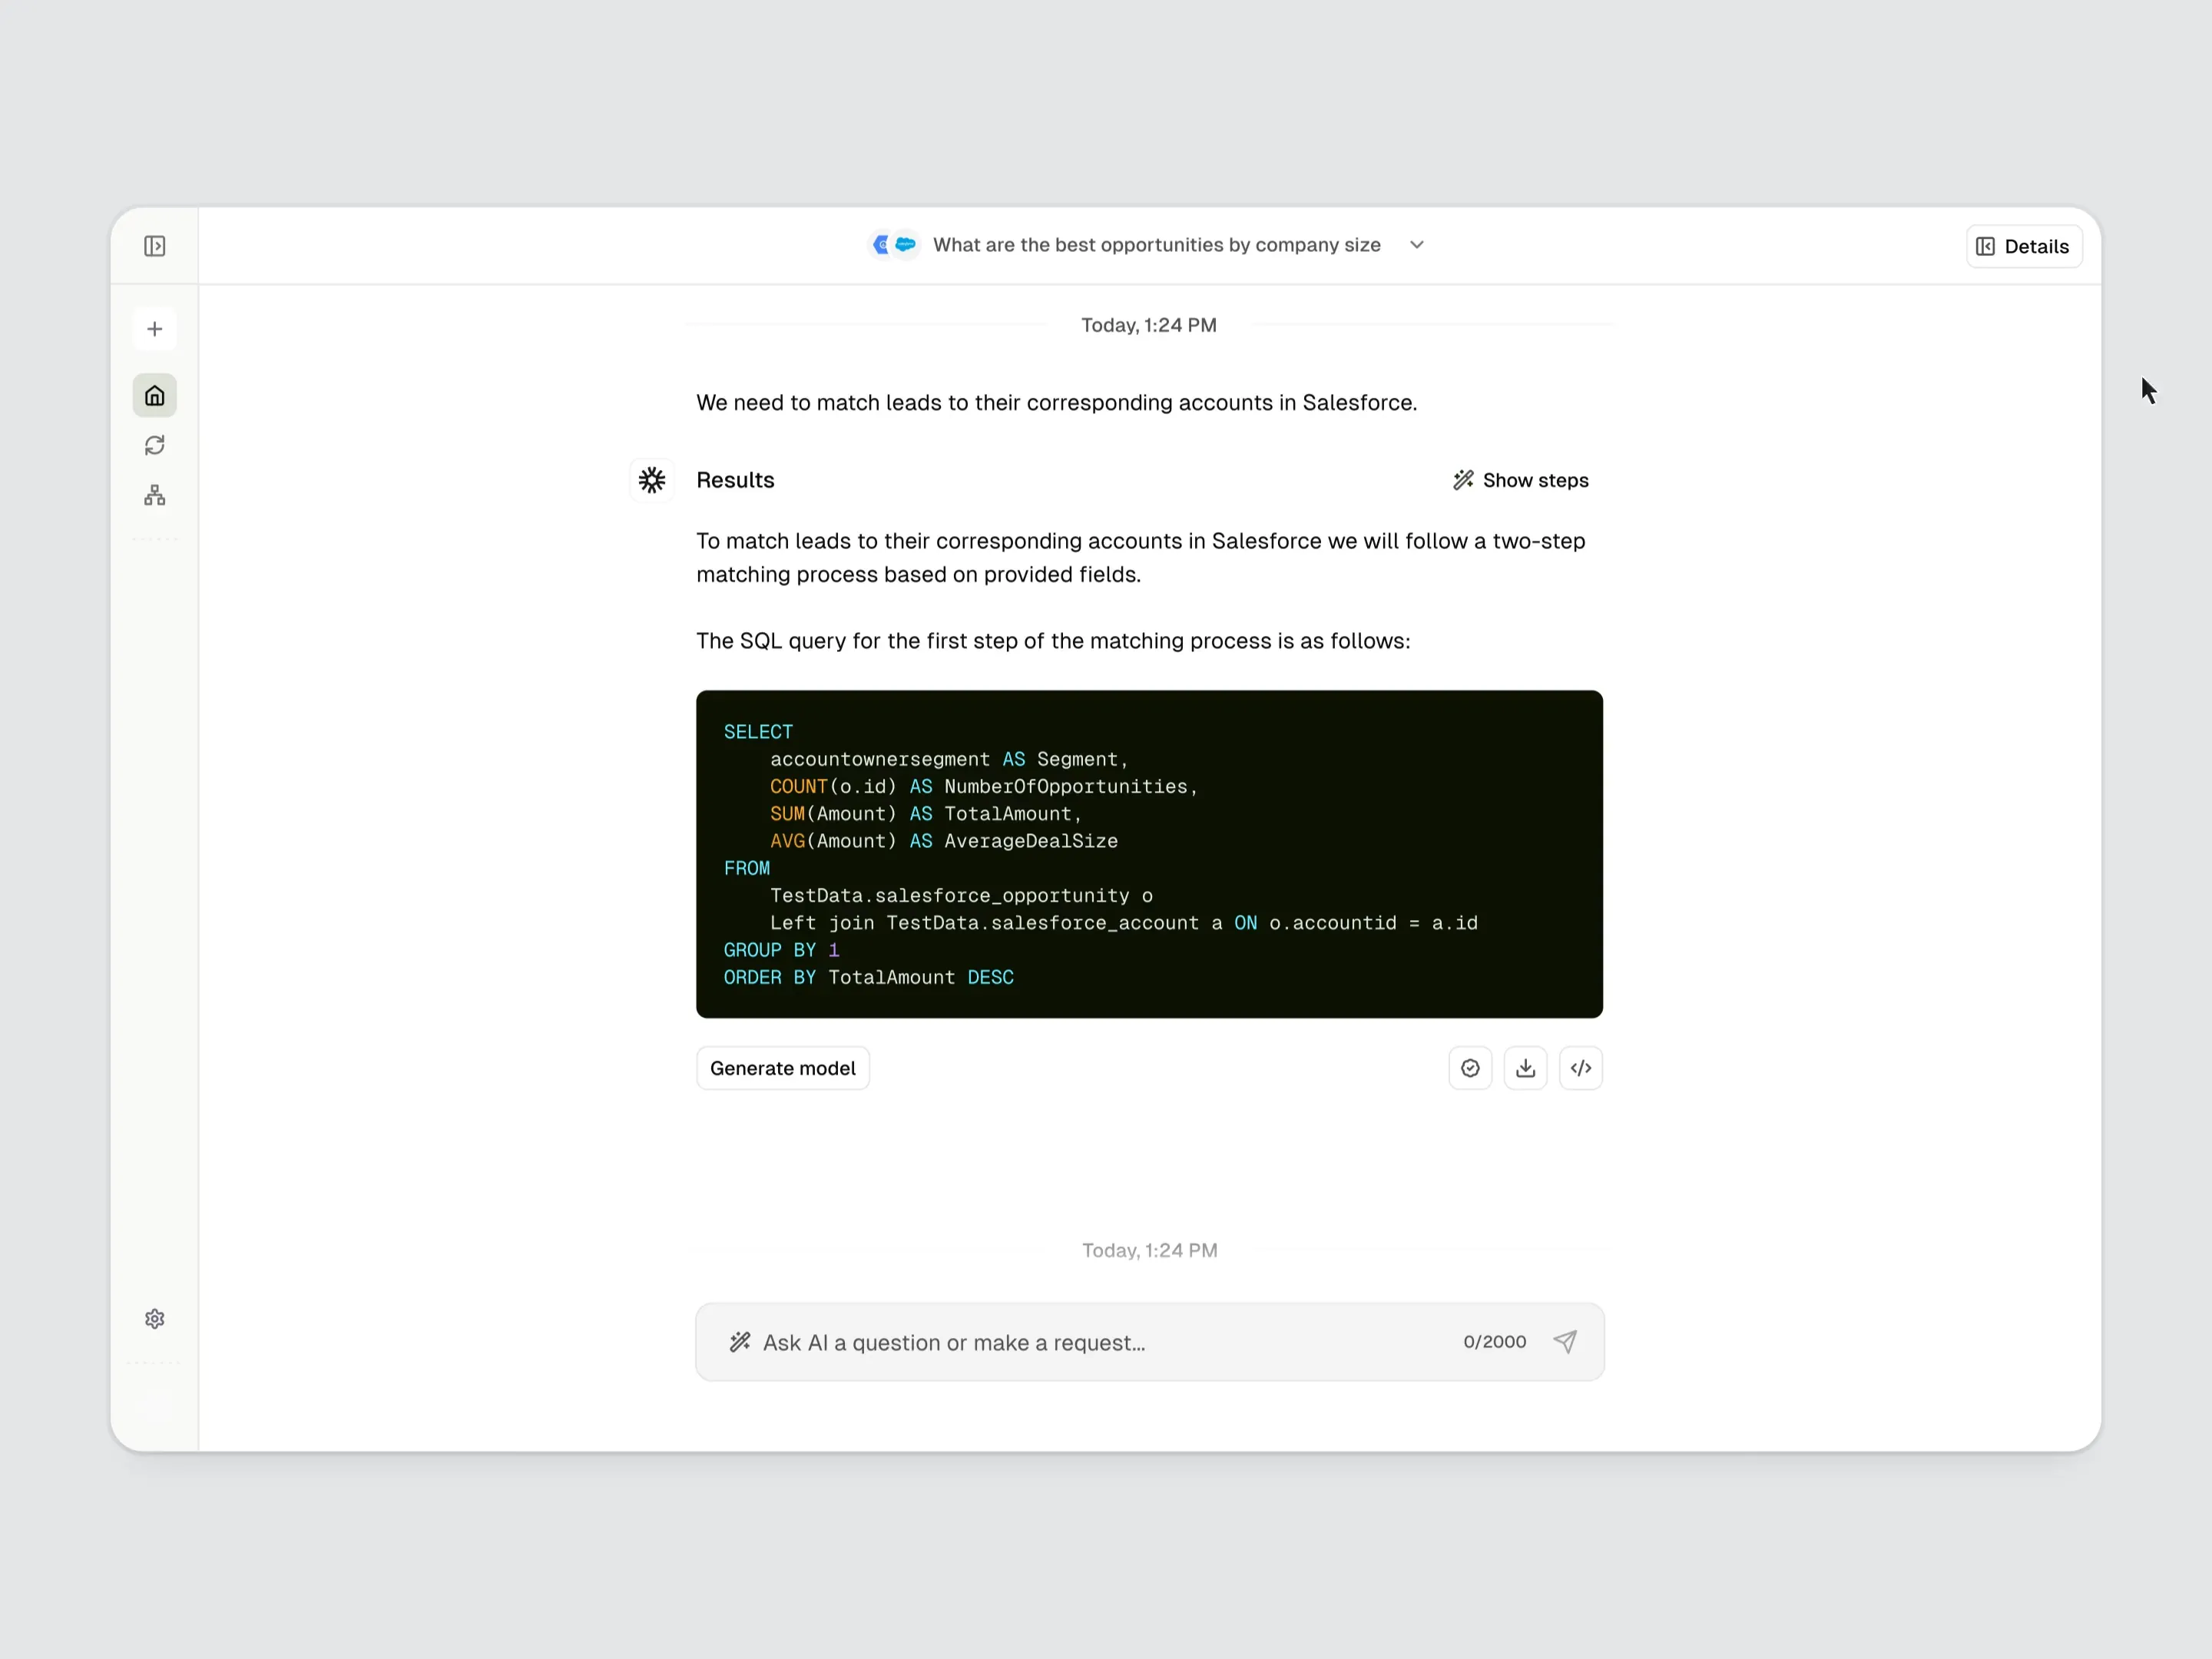 What are the best opportunities by company size
Details
Today, 1:24 PM
We need to match leads to their corresponding accounts in Salesforce.
Results
Show steps
To match leads to their corresponding accounts in Salesforce we will follow a two-step
matching process based on provided fields.
The SQL query for the first step of the matching process is as follows:
SELECT
    accountownersegment AS Segment,
    COUNT(o.id) AS NumberOfOpportunities,
    SUM(Amount) AS TotalAmount,
    AVG(Amount) AS AverageDealSize
FROM
    TestData.salesforce_opportunity o
    Left join TestData.salesforce_account a ON o.accountid = a.id
GROUP BY 1
ORDER BY TotalAmount DESC
Generate model
Today, 1:24 PM
Ask AI a question or make a request...
0/2000